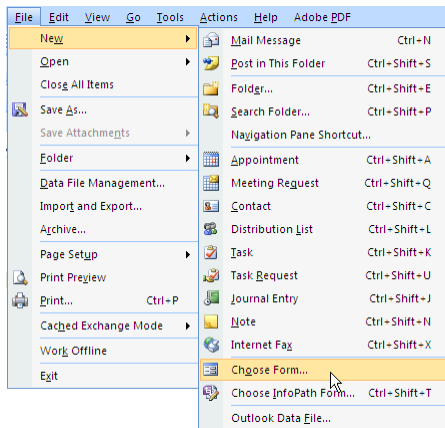 File Edit View Go Tools Actions Help Adobe PDF
New
Open
Close All Items
Save As...
Save Attachments
Folder
Data File Management...
Import and Export...
Archive...
Page Setup
Print Preview
Print... Ctrl+P
Cached Exchange Mode
Work Offline
Exit
Mail Message Ctrl+N
Post in This Folder Ctrl+Shift+S
Folder... Ctrl+Shift+E
Search Folder... Ctrl+Shift+P
Navigation Pane Shortcut...
Appointment Ctrl+Shift+A
Meeting Request Ctrl+Shift+Q
Contact Ctrl+Shift+C
Distribution List Ctrl+Shift+L
Task Ctrl+Shift+K
Task Request Ctrl+Shift+U
Journal Entry Ctrl+Shift+J
Note Ctrl+Shift+N
Internet Fax Ctrl+Shift+X
Choose Form...
Choose InfoPath Form... Ctrl+Shift+T
Outlook Data File...